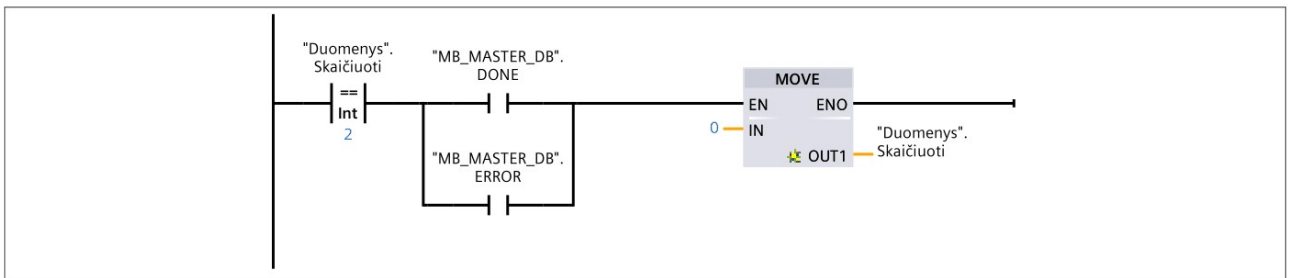 "Duomenys".
Skaičiuoti
==
Int
2
"MB_MASTER_DB".
DONE
"MB_MASTER_DB".
ERROR
MOVE
EN ENO
0 IN
OUT1
"Duomenys".
Skaičiuoti